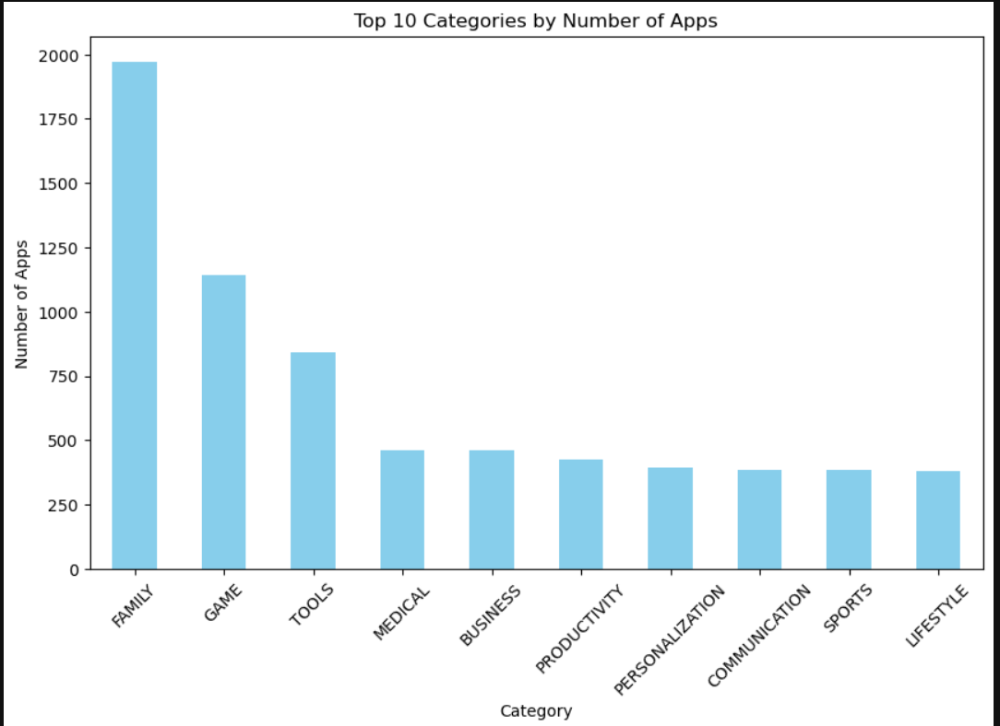 Top 10 Categories by Number of Apps
Number of Apps
2000
1750
1500
1250
1000
750
500
250
0
FAMILY
GAME
TOOLS
MEDICAL
BUSINESS
PRODUCTIVITY
PERSONALIZATION
COMMUNICATION
SPORTS
LIFESTYLE
Category